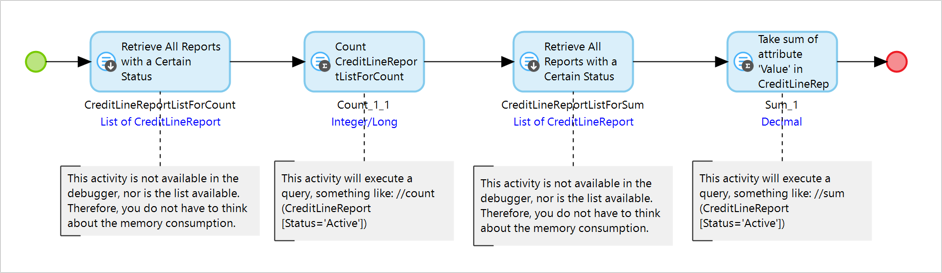 Retrieve All Reports
with a Certain
Status
CreditLineReportListForCount
List of CreditLineReport
This activity is not available in the
debugger, nor is the list available.
Therefore, you do not have to think
about the memory consumption.
Count
CreditLineRepo
rtListForCount
Count_1_1
Integer/Long
This activity will execute a
query, something like: //count
(CreditLineReport
[Status='Active'])
Retrieve All
Reports with a
Certain Status
CreditLineReportListForSum
List of CreditLineReport
This activity is not available in the
debugger, nor is the list available.
Therefore, you do not have to think
about the memory consumption.
Take sum of
attribute
'Value' in
CreditLineRep
Sum_1
Decimal
This activity will execute a
query, something like: //sum
(CreditLineReport
[Status='Active'])